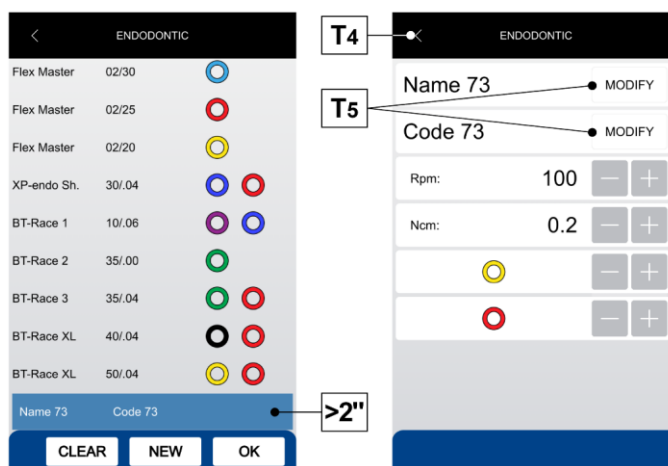 ENDODONTIC
Flex Master 02/30
Flex Master 02/25
Flex Master 02/20
XP-endo Sh. 30/.04
BT-Race 1 10/.06
BT-Race 2 35/.00
BT-Race 3 35/.04
BT-Race XL 40/.04
BT-Race XL 50/.04
Name 73 Code 73
CLEAR NEW OK
T4
T5
>2"
ENDODONTIC
Name 73 MODIFY
Code 73 MODIFY
Rpm: 100 − +
Ncm: 0.2 − +
− +
− +